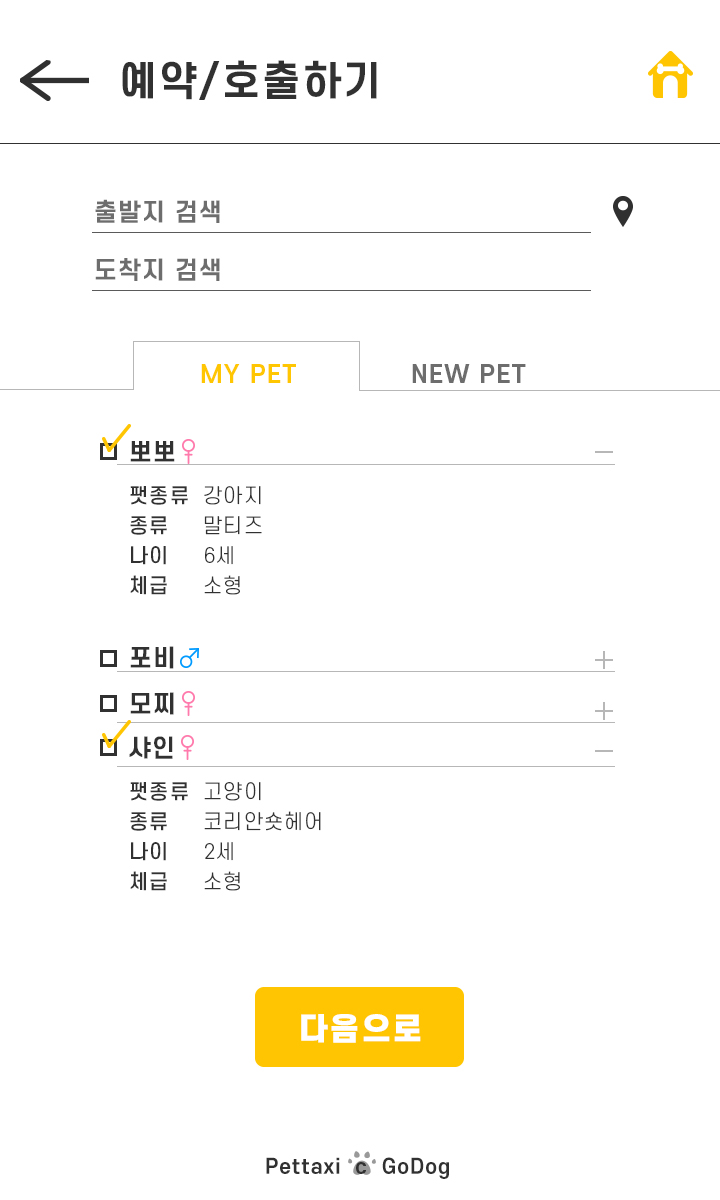 예약/호출하기
출발지 검색
도착지 검색
MY PET
NEW PET
뽀뽀
팻종류 강아지
종류 말티즈
나이 6세
체급 소형
포비
모찌
샤인
팻종류 고양이
종류 코리안숏헤어
나이 2세
체급 소형
다음으로
Pettaxi c GoDog